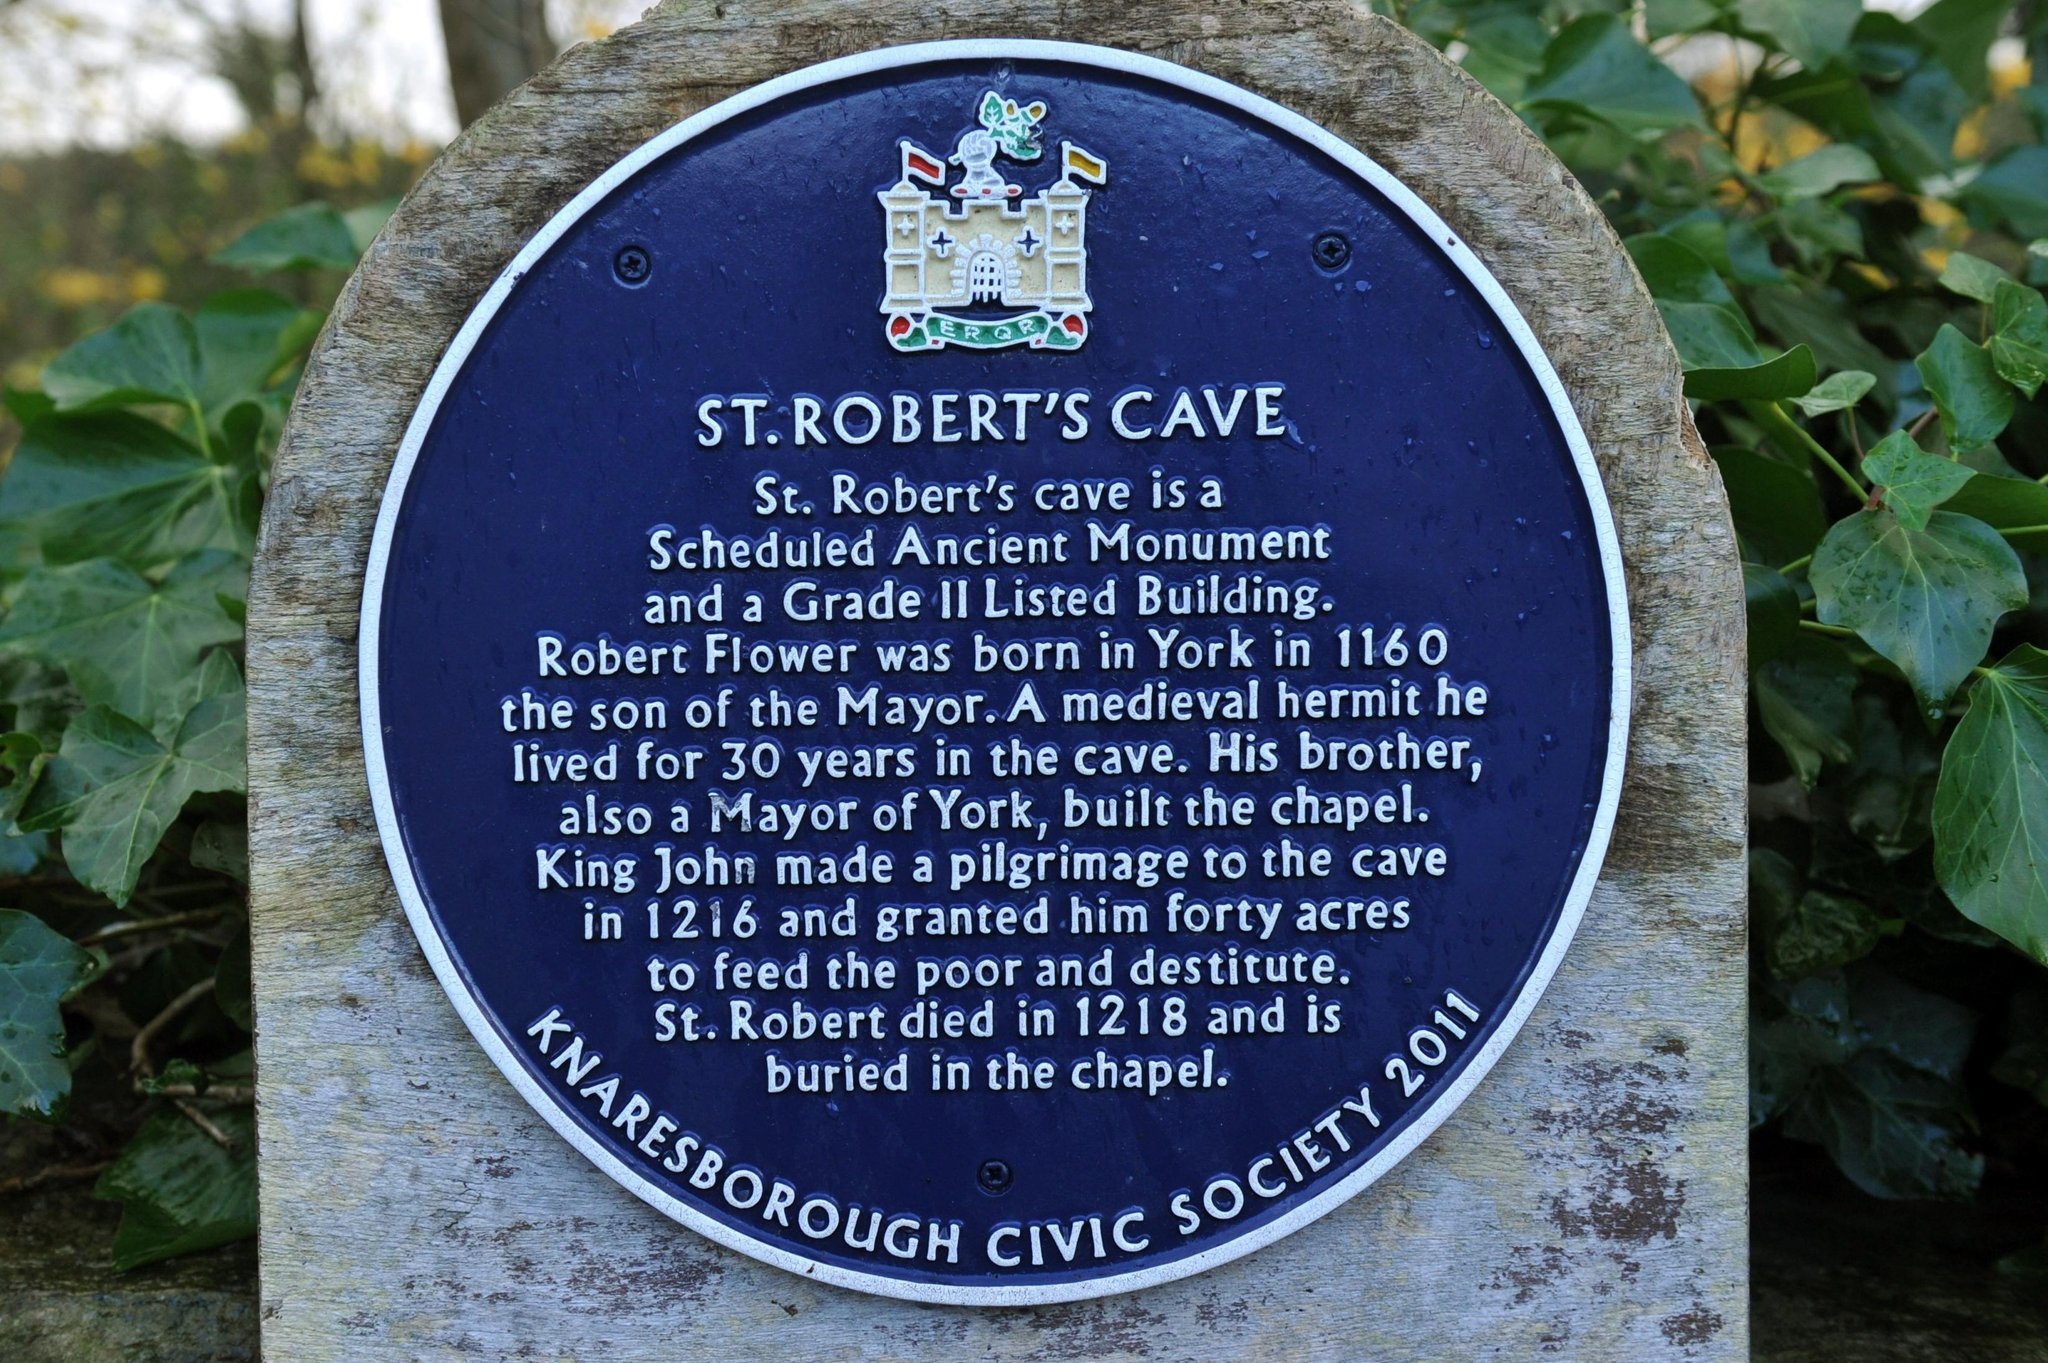 ERQR
ST. ROBERT'S CAVE
St. Robert's cave is a
Scheduled Ancient Monument
and a Grade II Listed Building.
Robert Flower was born in York in 1160
the son of the Mayor. A medieval hermit he
lived for 30 years in the cave. His brother,
also a Mayor of York, built the chapel.
King John made a pilgrimage to the cave
in 1216 and granted him forty acres
to feed the poor and destitute.
St. Robert died in 1218 and is
buried in the chapel.
KNARESBOROUGH CIVIC SOCIETY 2011